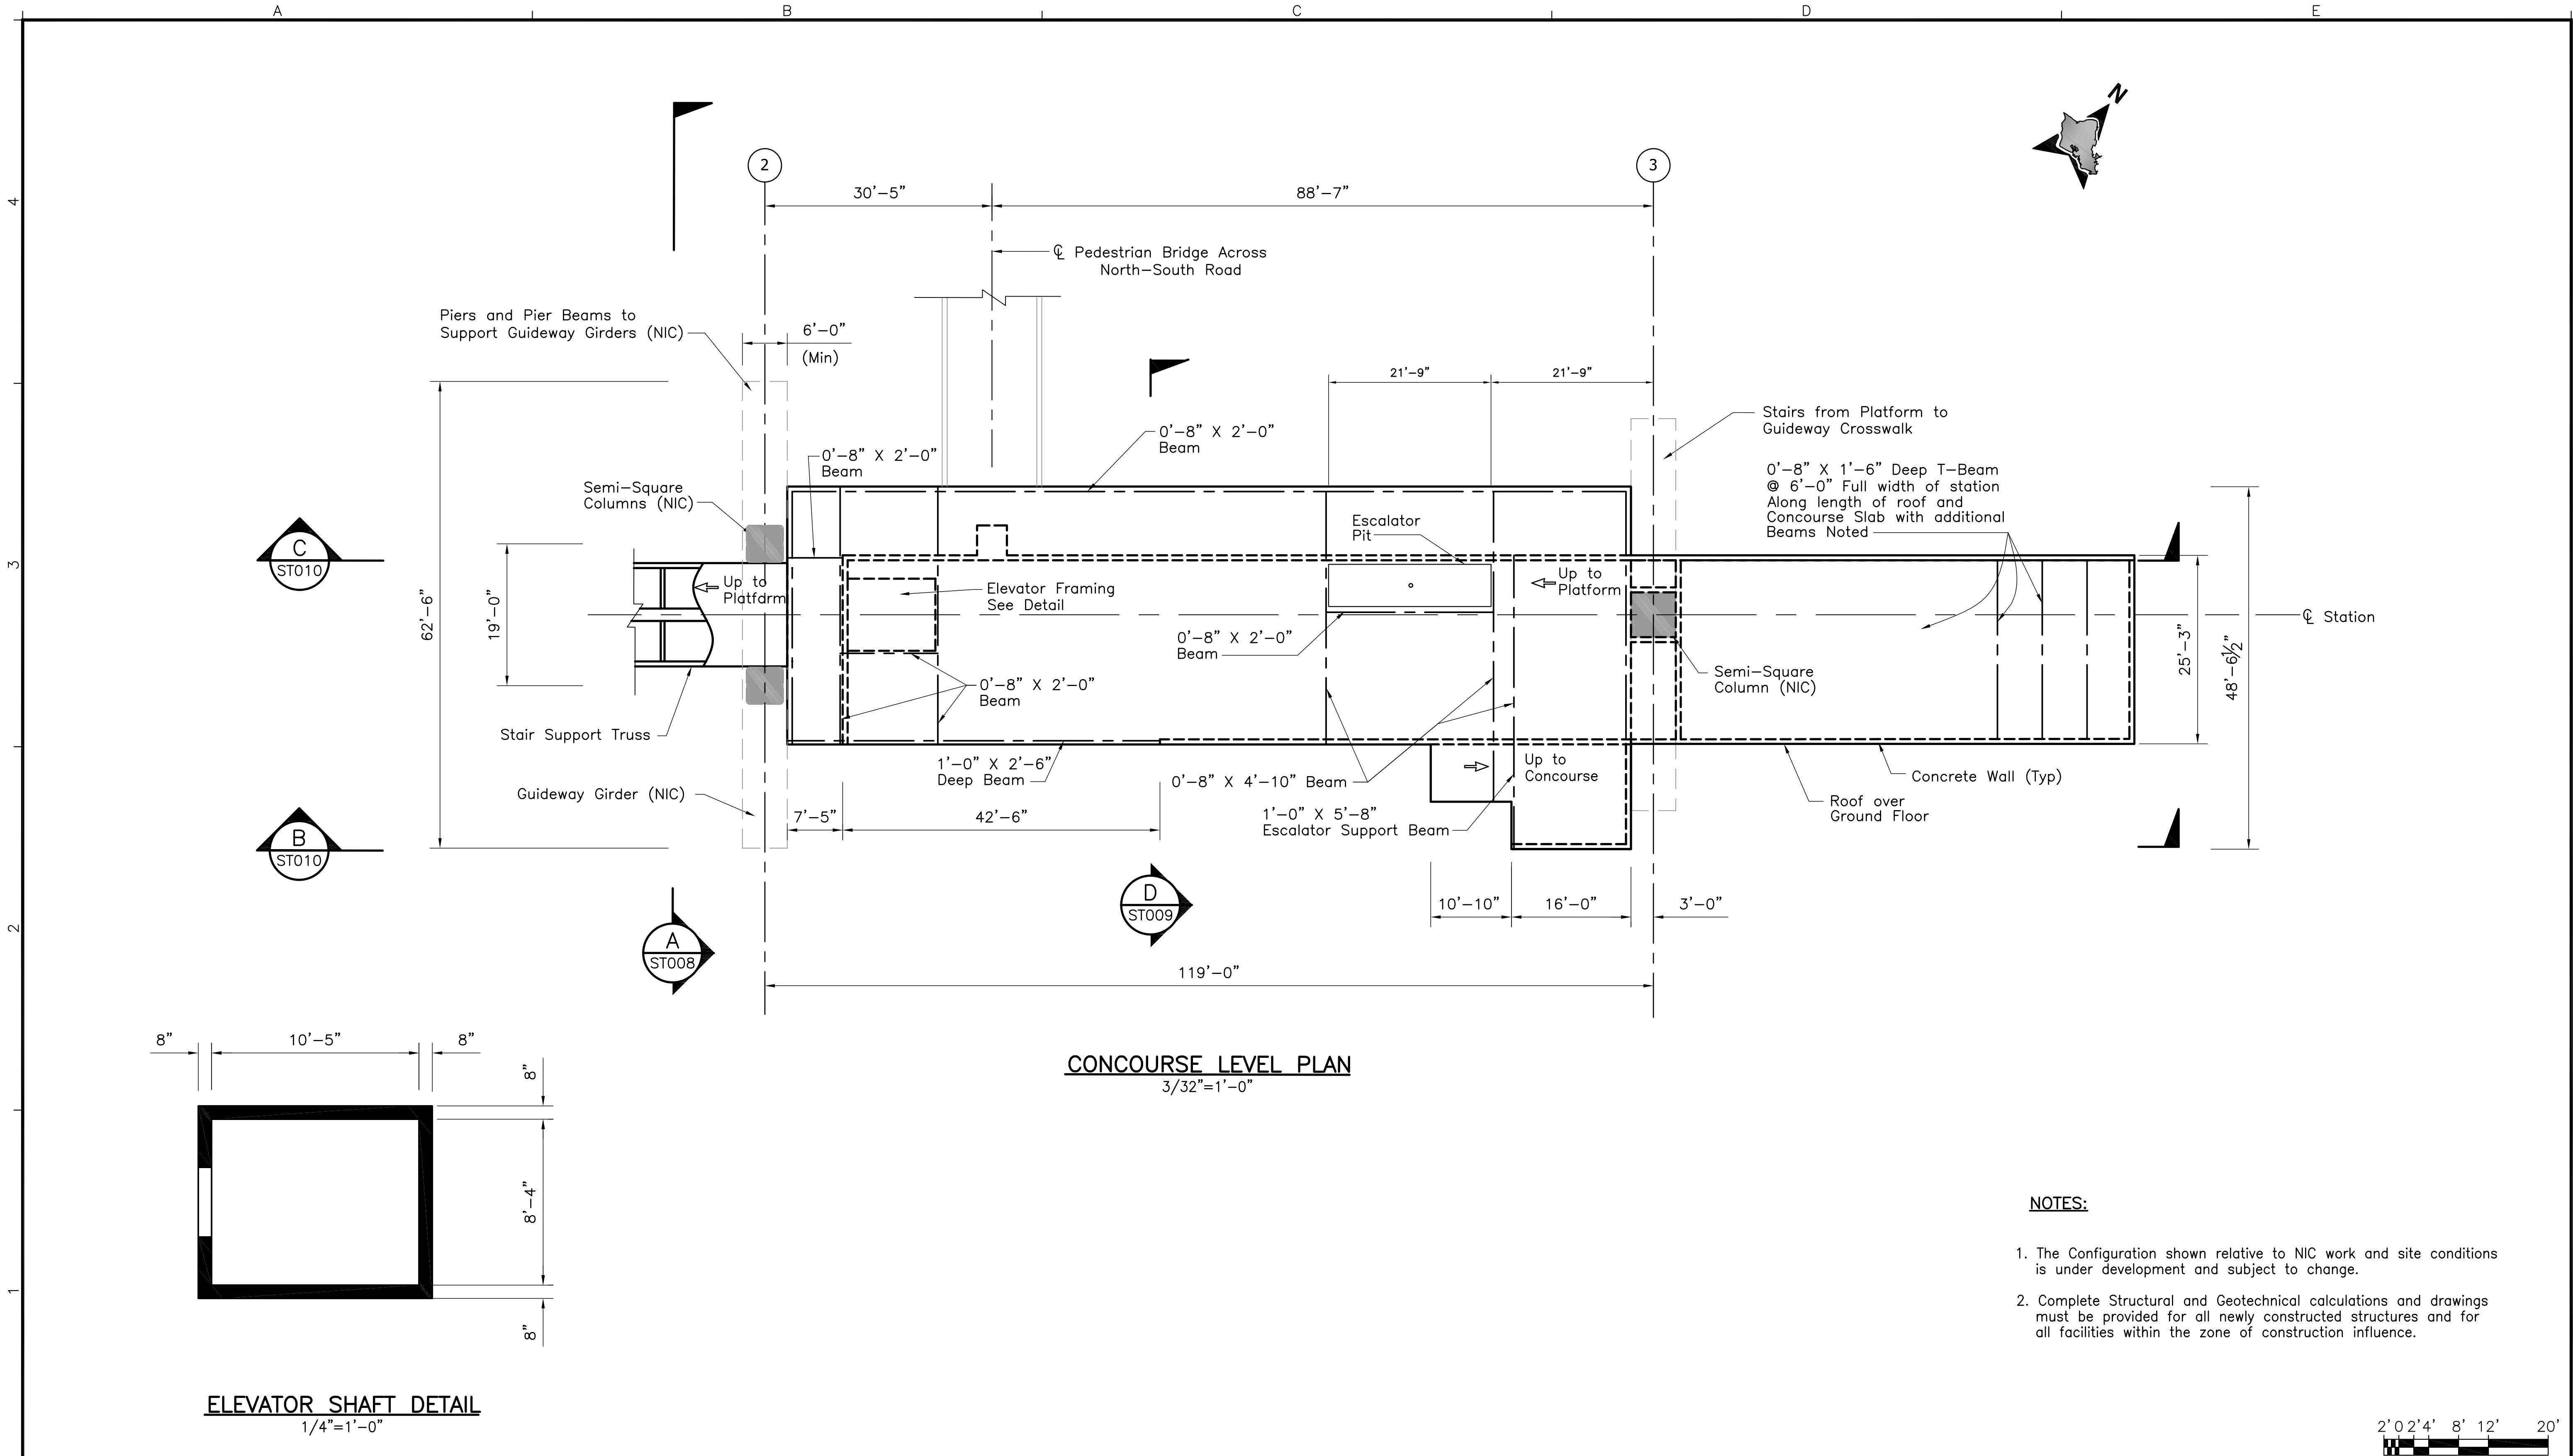 A
B
C
D
E
4
3
2
1
N
2
3
30'-5"
88'-7"
℄ Pedestrian Bridge Across
North-South Road
Piers and Pier Beams to
Support Guideway Girders (NIC)
6'-0"
(Min)
21'-9"
21'-9"
Stairs from Platform to
Guideway Crosswalk
0'-8" X 2'-0"
Beam
0'-8" X 2'-0"
Beam
0'-8" X 1'-6" Deep T-Beam
@ 6'-0" Full width of station
Along length of roof and
Concourse Slab with additional
Beams Noted
Semi-Square
Columns (NIC)
Escalator
Pit
C
ST010
62'-6"
19'-0"
Up to
Platform
Elevator Framing
See Detail
Up to
Platform
℄ Station
25'-3"
48'-6½"
0'-8" X 2'-0"
Beam
Semi-Square
Column (NIC)
0'-8" X 2'-0"
Beam
Stair Support Truss
1'-0" X 2'-6"
Deep Beam
Up to
Concourse
0'-8" X 4'-10" Beam
Concrete Wall (Typ)
Guideway Girder (NIC)
Roof over
Ground Floor
7'-5"
42'-6"
1'-0" X 5'-8"
Escalator Support Beam
B
ST010
D
ST009
10'-10"
16'-0"
3'-0"
A
ST008
119'-0"
CONCOURSE LEVEL PLAN
3/32"=1'-0"
8"
10'-5"
8"
8"
8'-4"
8"
ELEVATOR SHAFT DETAIL
1/4"=1'-0"
NOTES:
1. The Configuration shown relative to NIC work and site conditions
is under development and subject to change.
2. Complete Structural and Geotechnical calculations and drawings
must be provided for all newly constructed structures and for
all facilities within the zone of construction influence.
2' 0 2' 4' 8' 12' 20'